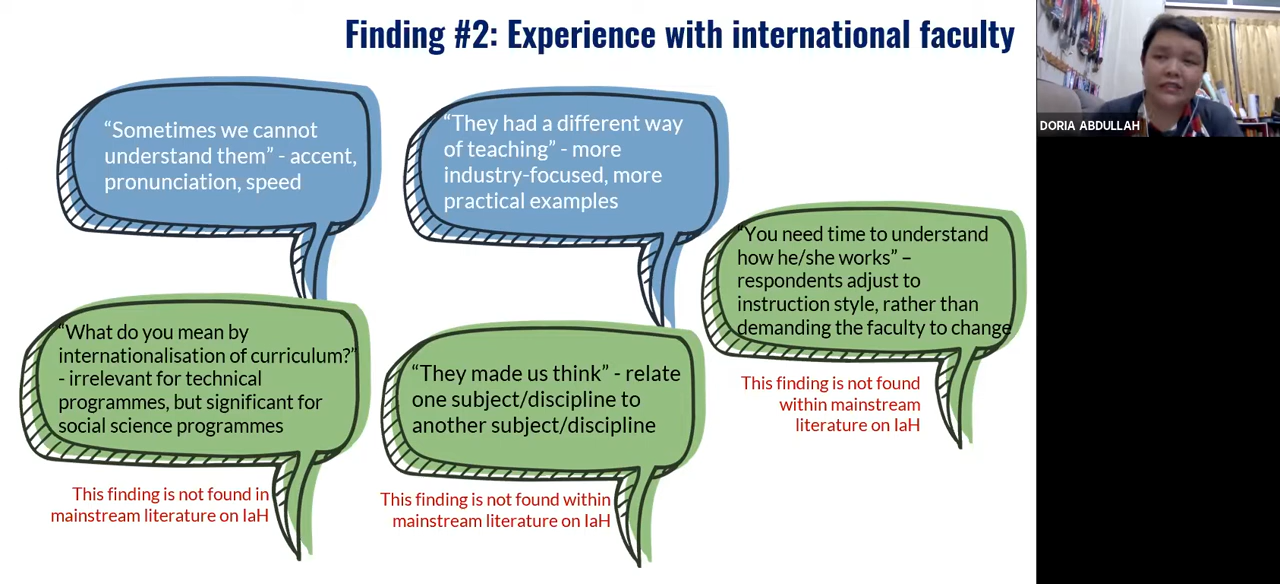 Finding #2: Experience with international faculty
DORIA ABDULLAH
“Sometimes we cannot
understand them” - accent,
pronunciation, speed
“They had a different way
of teaching” - more
industry-focused, more
practical examples
“You need time to understand
how he/she works” –
respondents adjust to
instruction style, rather than
demanding the faculty to change
This finding is not found
within mainstream
literature on IaH
“What do you mean by
internationalisation of curriculum?”
- irrelevant for technical
programmes, but significant for
social science programmes
This finding is not found in
mainstream literature on IaH
“They made us think” - relate
one subject/discipline to
another subject/discipline
This finding is not found within
mainstream literature on IaH